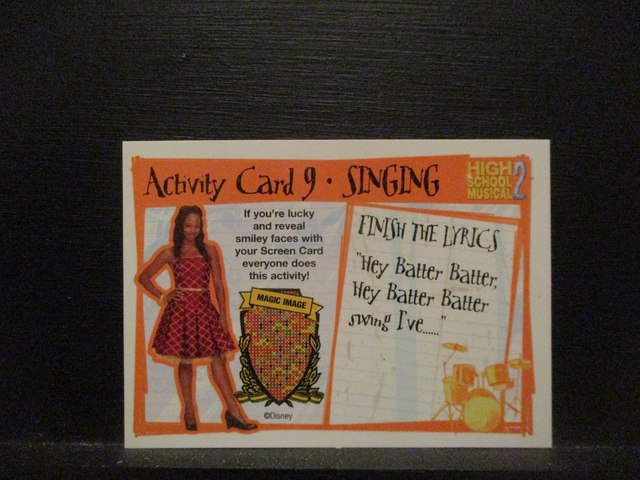 Activity Card 9 • SINGING
HIGH
SCHOOL
MUSICAL 2
If you're lucky
and reveal
smiley faces with
your Screen Card
everyone does
this activity!
MAGIC IMAGE
©Disney
FINISH THE LYRICS
"Hey Batter Batter,
Hey Batter Batter
swing I've......"